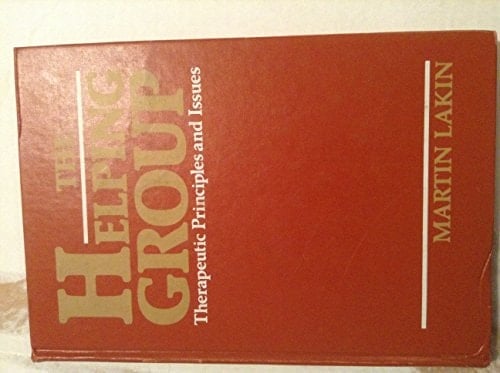 THE
HELPING
GROUP
Therapeutic Principles and Issues
MARTIN LAKIN